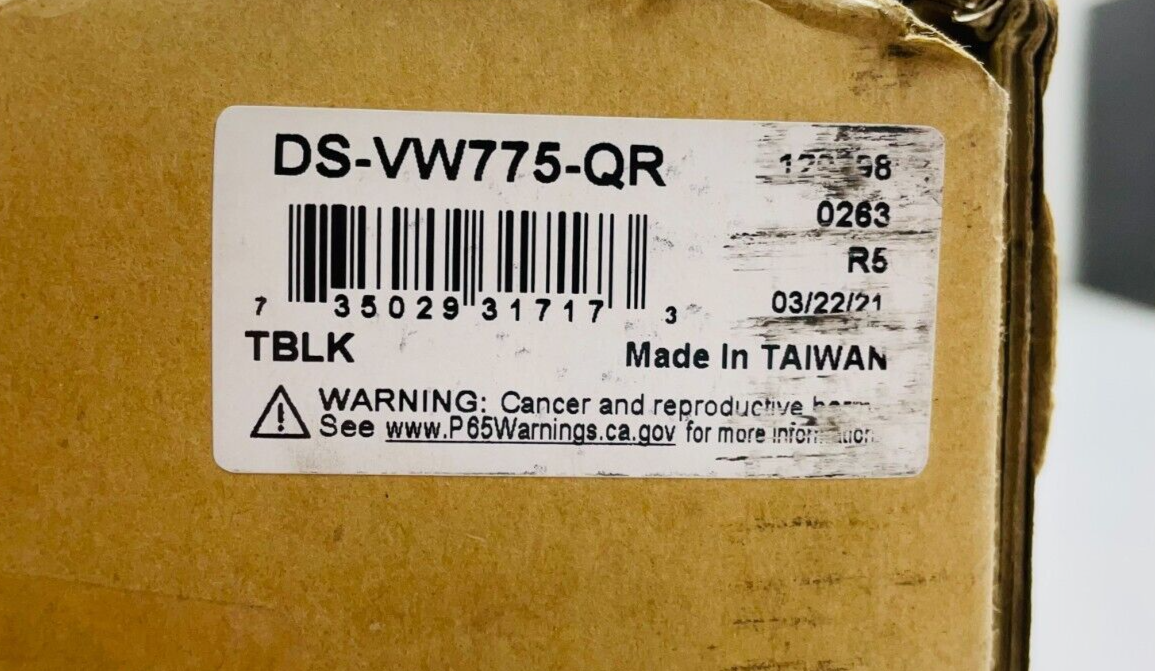 DS-VW775-QR
0263
R5
03/22/21
7 35029 31717 3
TBLK
Made In TAIWAN
WARNING: Cancer and reproductive
See www.P65Warnings.ca.gov for more information